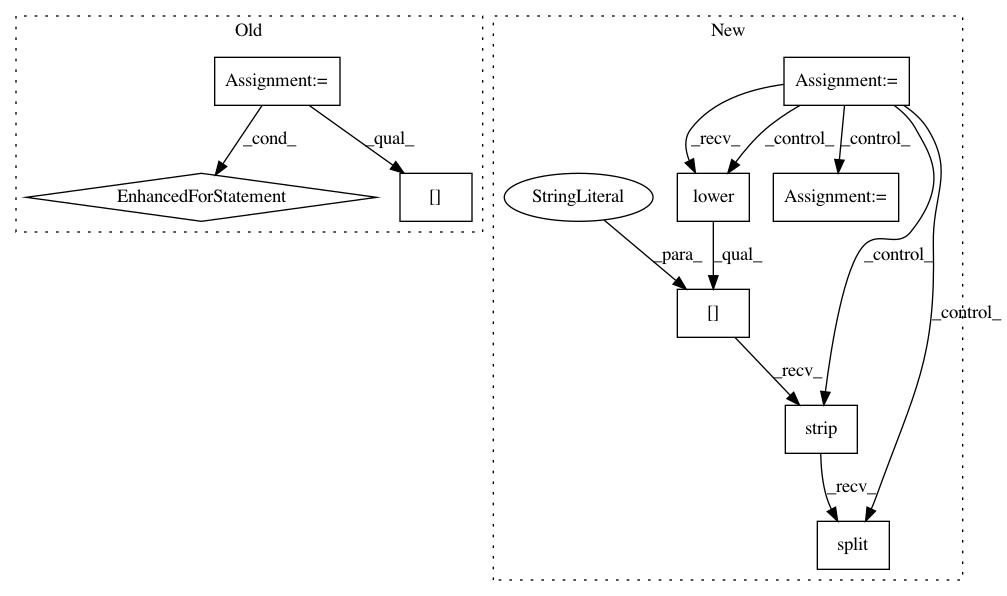 Old
New
Assignment:=
Assignment:=
_cond_
_qual_
_recv_
_control_
_control_
EnhancedForStatement
[]
StringLiteral
lower
Assignment:=
_para_
_qual_
_control_
_control_
[]
_recv_
strip
_recv_
split